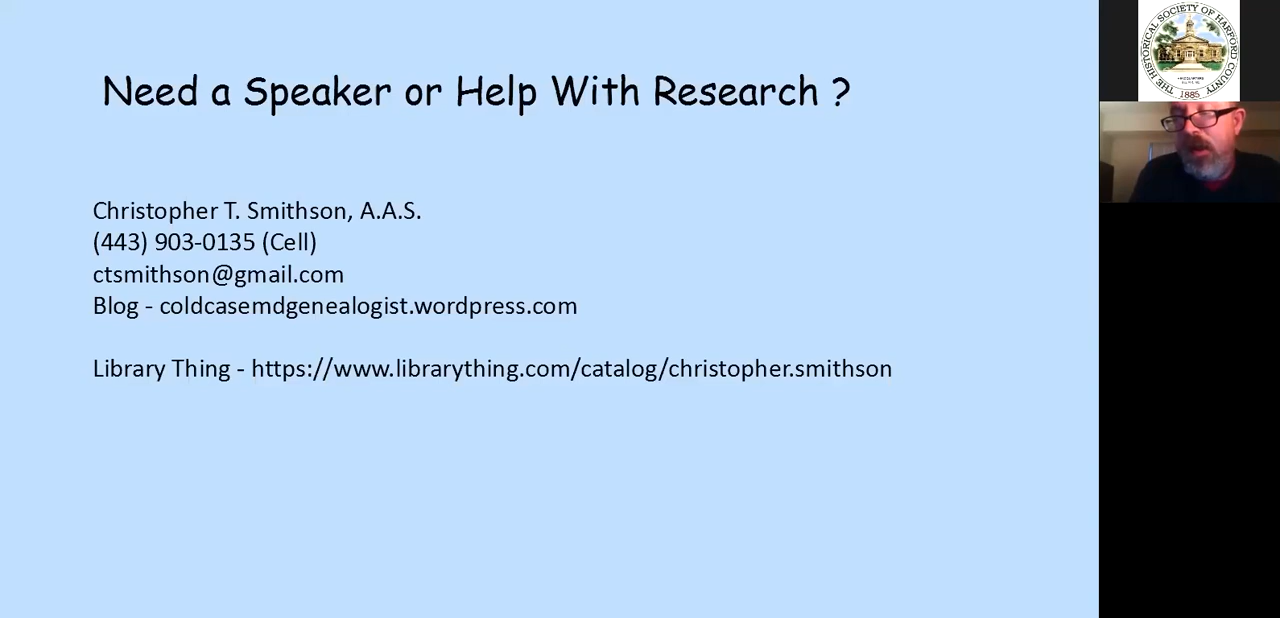 Need a Speaker or Help With Research ?
Christopher T. Smithson, A.A.S.
(443) 903-0135 (Cell)
ctsmithson@gmail.com
Blog - coldcasemdgenealogist.wordpress.com
Library Thing - https://www.librarything.com/catalog/christopher.smithson
THE HISTORICAL SOCIETY OF HARFORD COUNTY
1885